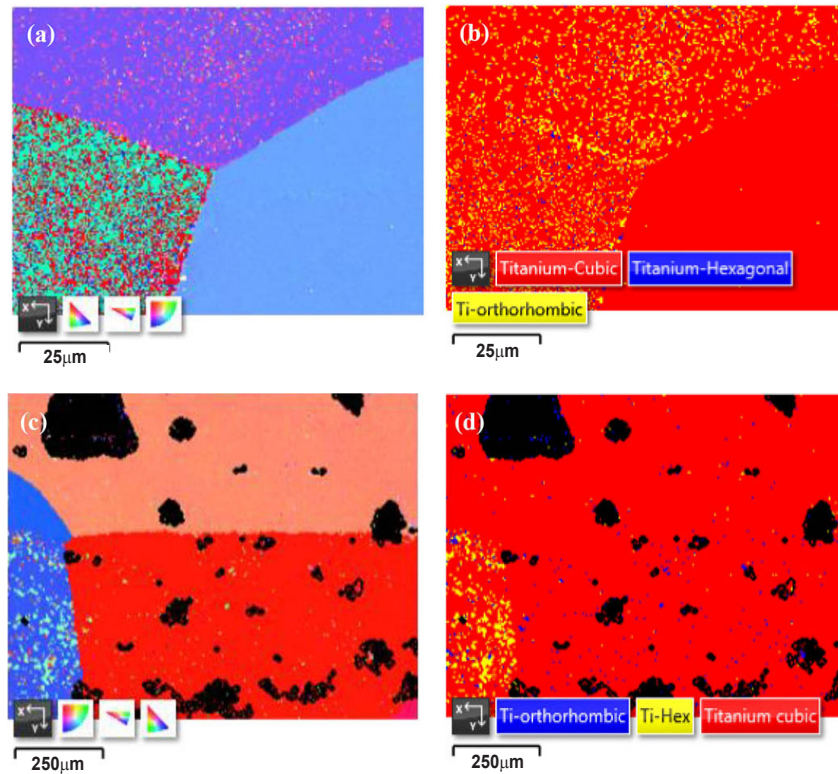 (a)
(b)
X
Y
25μm
X
Y
Titanium-Cubic
Titanium-Hexagonal
Ti-orthorhombic
25μm
(c)
(d)
X
Y
250μm
X
Y
Ti-orthorhombic
Ti-Hex
Titanium cubic
250μm